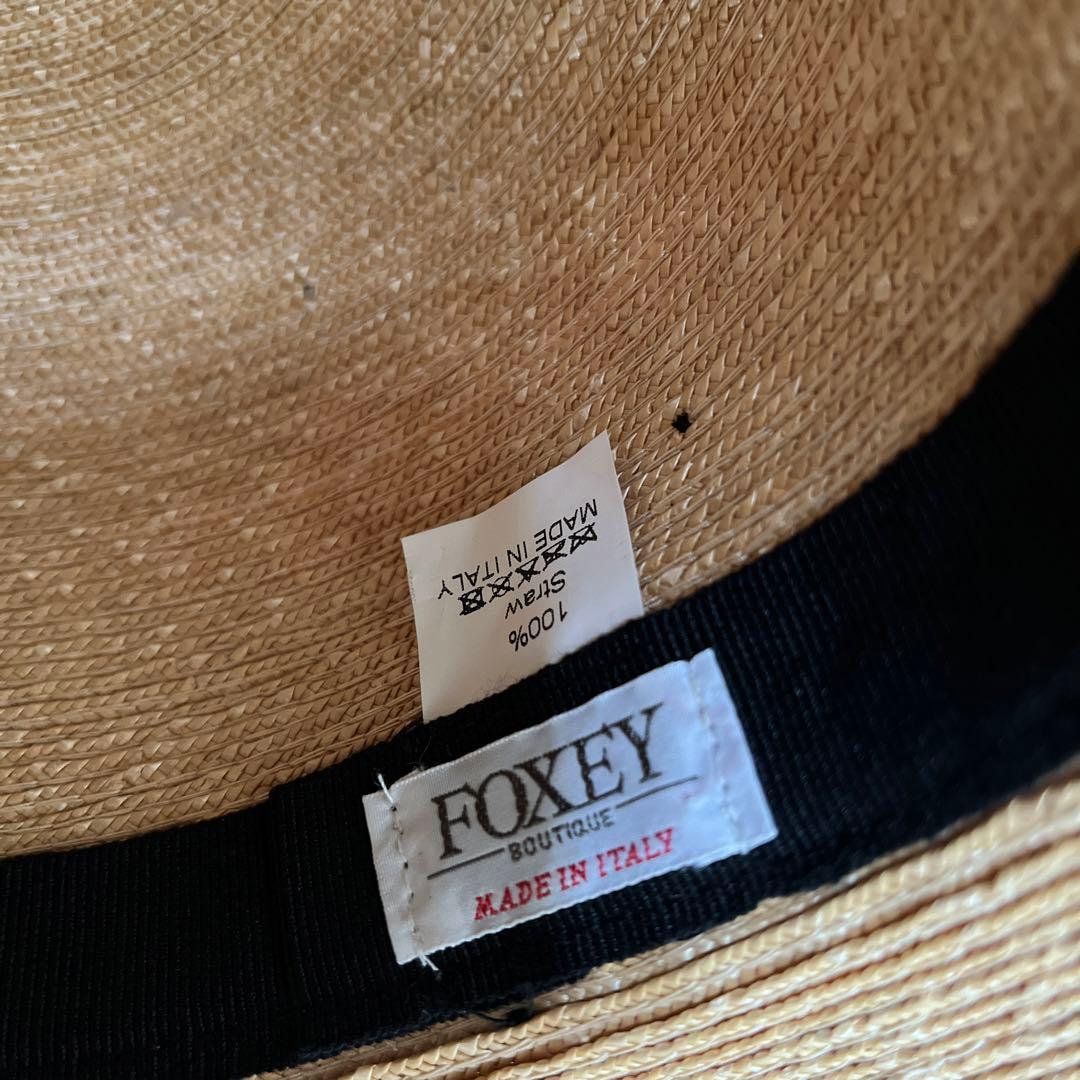 100%
Straw
MADE IN ITALY
FOXEY
BOUTIQUE
MADE IN ITALY